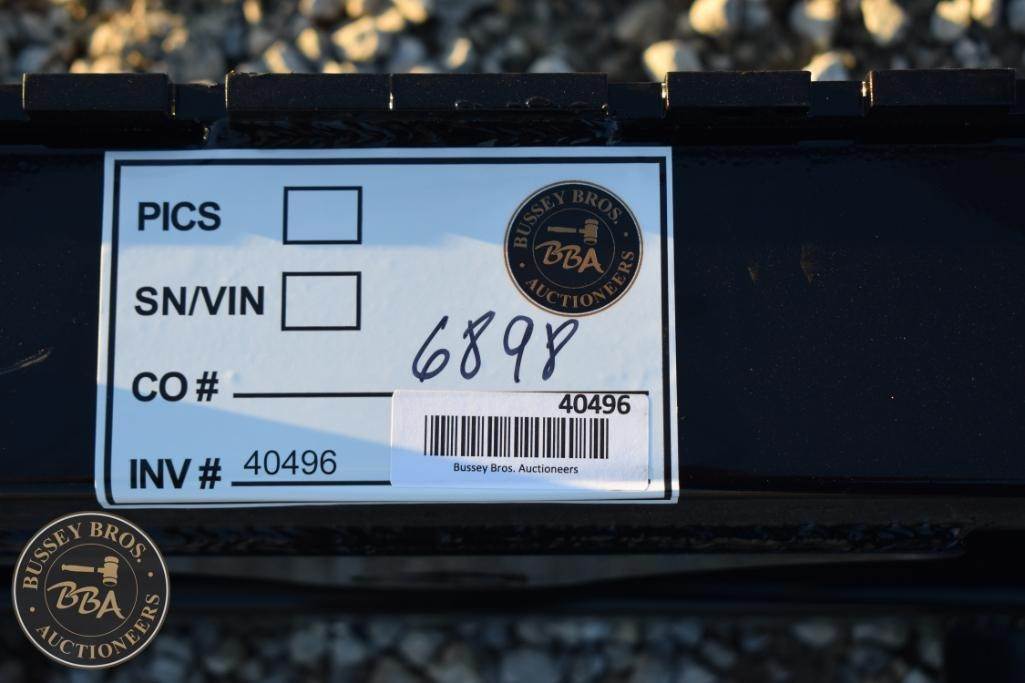 PICS
BUSSEY BROS.
BBA
AUCTIONEERS
SN/VIN
6898
CO #
40496
INV # 40496
Bussey Bros. Auctioneers
BUSSEY BROS.
BBA
AUCTIONEERS